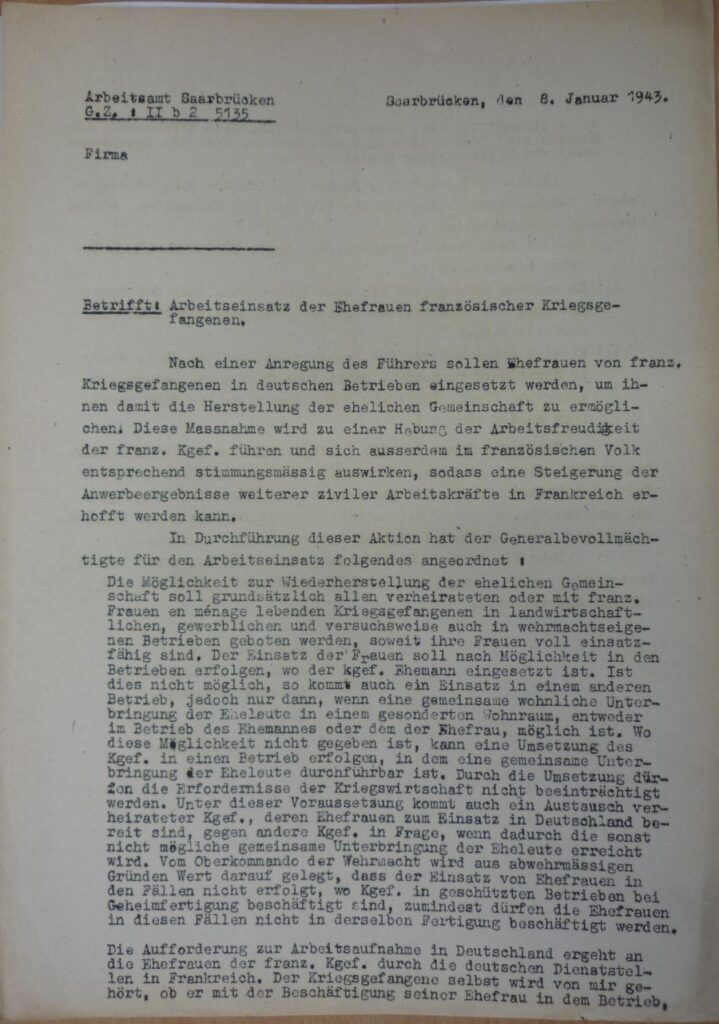 Arbeitsamt Saarbrücken
G.Z. : II b 2 5135
Saarbrücken, den 8. Januar 1943.
Firma
Betrifft: Arbeitseinsatz der Ehefrauen französischer Kriegsge-
fangenen.
Nach einer Anregung des Führers sollen Ehefrauen von franz.
Kriegsgefangenen in deutschen Betrieben eingesetzt werden, um ih-
nen damit die Herstellung der ehelichen Gemeinschaft zu ermögli-
chen. Diese Massnahme wird zu einer Hebung der Arbeitsfreudigkeit
der franz. Kgef. führen und sich ausserdem im französischen Volk
entsprechend stimmungsmässig auswirken, sodass eine Steigerung der
Anwerbeergebnisse weiterer ziviler Arbeitskräfte in Frankreich er-
hofft werden kann.
In Durchführung dieser Aktion hat der Generalbevollmäch-
tigte für den Arbeitseinsatz folgendes angeordnet :
Die Möglichkeit zur Wiederherstellung der ehelichen Gemein-
schaft soll grundsätzlich allen verheirateten oder mit franz.
Frauen en ménage lebenden Kriegsgefangenen in landwirtschaft-
lichen, gewerblichen und versuchsweise auch in wehrmachtseige-
nen Betrieben geboten werden, soweit ihre Frauen voll einsatz-
fähig sind. Der Einsatz der Frauen soll nach Möglichkeit in den
Betrieben erfolgen, wo der kgef. Ehemann eingesetzt ist. Ist
dies nicht möglich, so kommt auch ein Einsatz in einem anderen
Betrieb, jedoch nur dann, wenn eine gemeinsame wohnliche Unter-
bringung der Eheleute in einem gesonderten Wohnraum, entweder
im Betrieb des Ehemannes oder dem der Ehefrau, möglich ist. Wo
diese Möglichkeit nicht gegeben ist, kann eine Umsetzung des
Kgef. in einen Betrieb erfolgen, in dem eine gemeinsame Unter-
bringung der Eheleute durchführbar ist. Durch die Umsetzung dür-
fen die Erfordernisse der Kriegswirtschaft nicht beeinträchtigt
werden. Unter dieser Voraussetzung kommt auch ein Austausch ver-
heirateter Kgef., deren Ehefrauen zum Einsatz in Deutschland be-
reit sind, gegen andere Kgef. in Frage, wenn dadurch die sonst
nicht mögliche gemeinsame Unterbringung der Eheleute erreicht
wird. Vom Oberkommando der Wehrmacht wird aus abwehrmässigen
Gründen Wert darauf gelegt, dass der Einsatz von Ehefrauen in
den Fällen nicht erfolgt, wo Kgef. in geschützten Betrieben bei
Geheimfertigung beschäftigt sind, zumindest dürfen die Ehefrauen
in diesen Fällen nicht in derselben Fertigung beschäftigt werden.
Die Aufforderung zur Arbeitsaufnahme in Deutschland ergeht an
die Ehefrauen der franz. Kgef. durch die deutschen Dienststel-
len in Frankreich. Der Kriegsgefangene selbst wird von mir ge-
hört, ob er mit der Beschäftigung seiner Ehefrau in dem Betrieb,